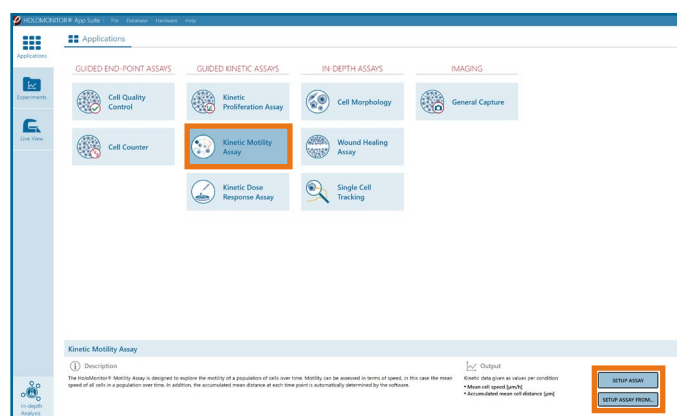 HOLOMONITOR® App Suite | File Database Hardware Help
Applications
Applications
GUIDED END-POINT ASSAYS GUIDED KINETIC ASSAYS IN-DEPTH ASSAYS IMAGING
Cell Quality
Control
Kinetic
Proliferation Assay
Cell Morphology
General Capture
Experiments
Cell Counter
Kinetic Motility
Assay
Wound Healing
Assay
Live View
Kinetic Dose
Response Assay
Single Cell
Tracking
Kinetic Motility Assay
Description
The HoloMonitor® Motility Assay is designed to explore the motility of a population of cells over time. Motility can be assessed in terms of speed, in this case the mean
speed of all cells in a population over time. In addition, the accumulated mean distance at each time point is automatically determined by the software.
Output
Kinetic data given as values per condition
• Mean cell speed [μm/h]
• Accumulated mean cell distance [μm]
SETUP ASSAY
SETUP ASSAY FROM...
In-depth
Analysis